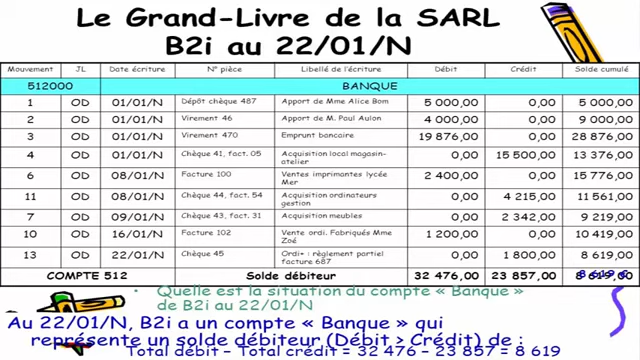 Le Grand-Livre de la SARL
B2i au 22/01/N
Mouvement JL Date écriture N° pièce Libellé de l'écriture Débit Crédit Solde cumulé
512000 BANQUE
1 OD 01/01/N Dépôt chèque 487 Apport de Mme Alice Bom 5 000,00 0,00 5 000,00
2 OD 01/01/N Virement 46 Apport de M. Paul Aulon 4 000,00 0,00 9 000,00
3 OD 01/01/N Virement 470 Emprunt bancaire 19 876,00 0,00 28 876,00
4 OD 01/01/N Chèque 41, fact. 05 Acquisition local magasin-
atelier 0,00 15 500,00 13 376,00
6 OD 08/01/N Facture 100 Ventes imprimantes lycée
Mer 2 400,00 0,00 15 776,00
11 OD 08/01/N Chèque 44, fact. 54 Acquisition ordinateurs
gestion 0,00 4 215,00 11 561,00
7 OD 09/01/N Chèque 43, fact. 31 Acquisition meubles 0,00 2 342,00 9 219,00
10 OD 16/01/N Facture 102 Vente ordi. Fabriqués Mme
Zoé 1 200,00 0,00 10 419,00
13 OD 22/01/N Chèque 45 Ordi+ : règlement partiel
facture 687 0,00 1 800,00 8 619,00
COMPTE 512 Solde débiteur 32 476,00 23 857,00 8 619,00
• Quelle est la situation du compte « Banque »
de B2i au 22/01/N
Au 22/01/N, B2i a un compte « Banque » qui
représente un solde débiteur (Débit > Crédit) de :
Total débit – Total crédit = 32 476 – 23 857 = 8 619